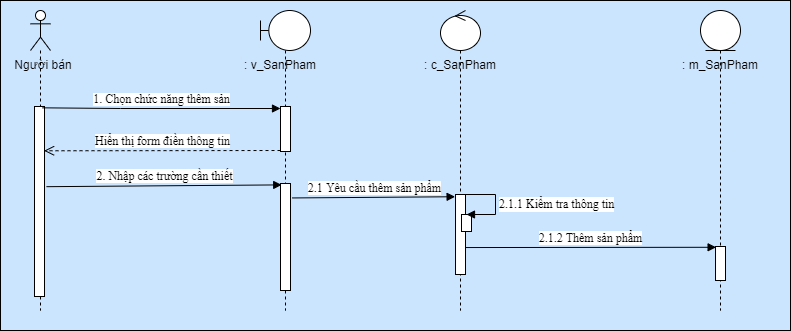 Người bán
: v_SanPham
: c_SanPham
: m_SanPham
1. Chọn chức năng thêm sản
Hiển thị form điền thông tin
2. Nhập các trường cần thiết
2.1 Yêu cầu thêm sản phẩm
2.1.1 Kiểm tra thông tin
2.1.2 Thêm sản phẩm